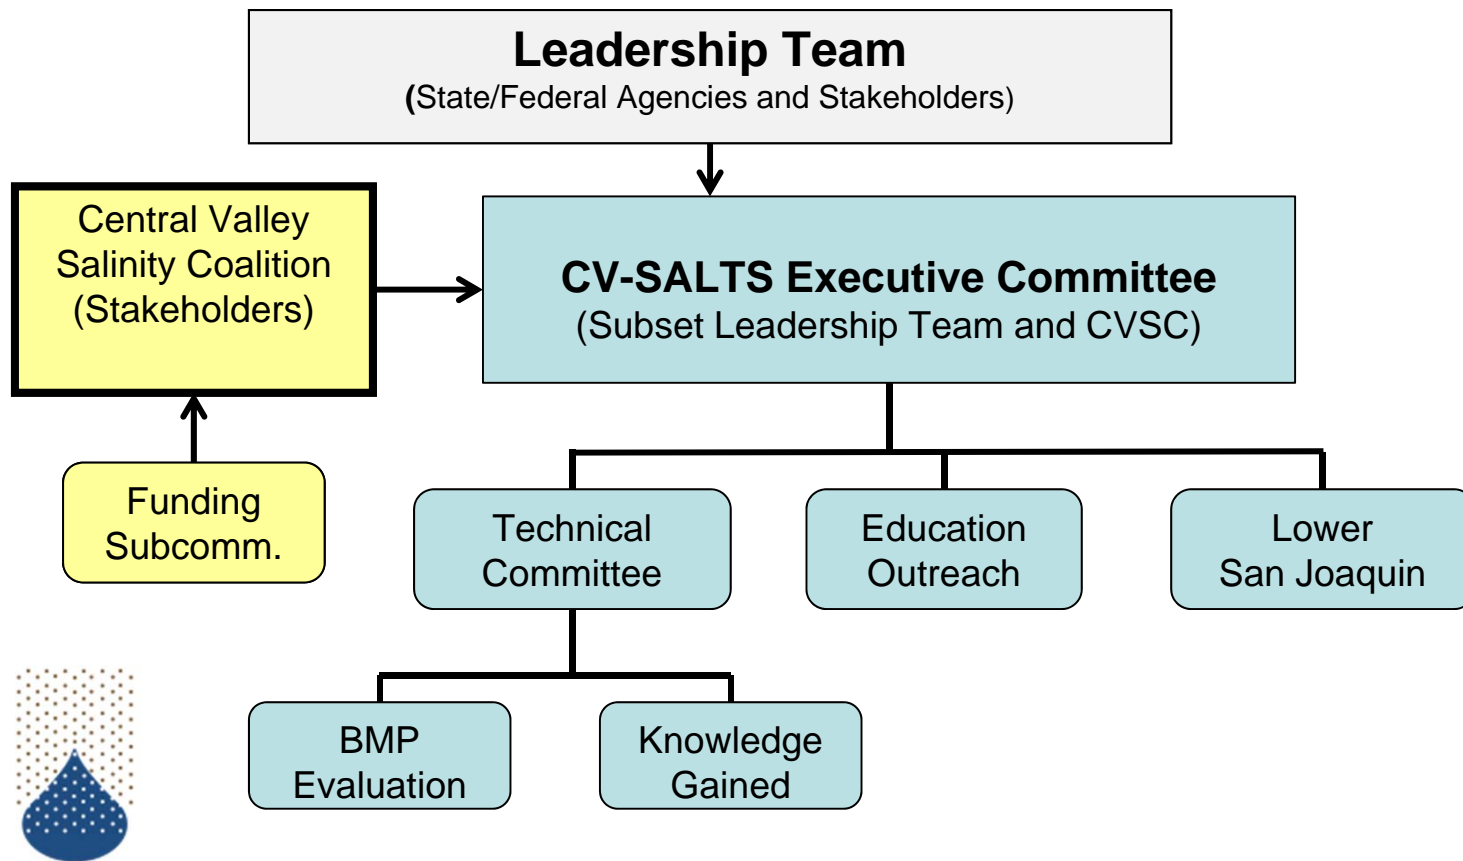 Leadership Team
(State/Federal Agencies and Stakeholders)
Central Valley
Salinity Coalition
(Stakeholders)
CV-SALTS Executive Committee
(Subset Leadership Team and CVSC)
Funding
Subcomm.
Technical
Committee
Education
Outreach
Lower
San Joaquin
BMP
Evaluation
Knowledge
Gained